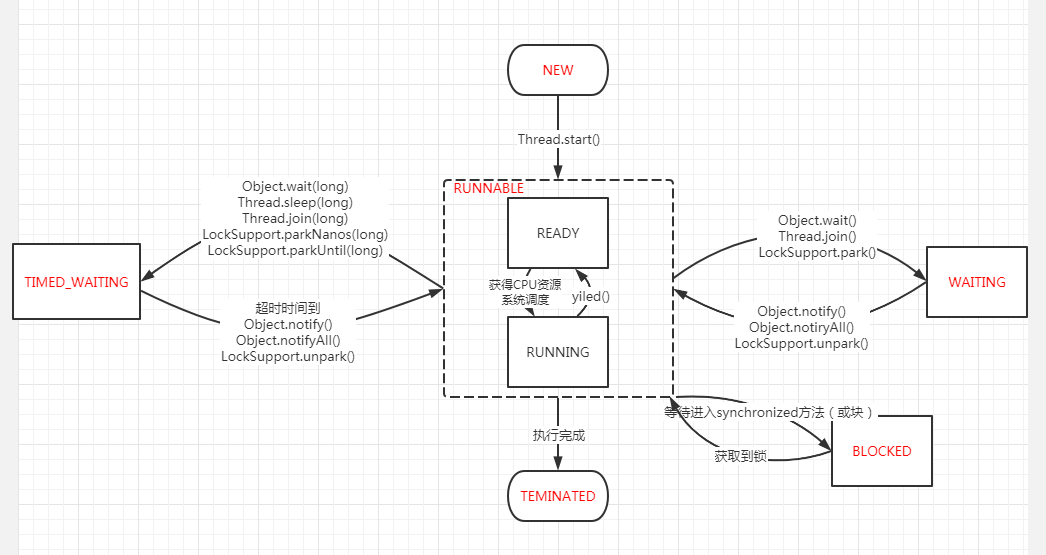 NEW
Thread.start()
RUNNABLE
READY
获得CPU资源
系统调度
yiled()
RUNNING
Object.wait(long)
Thread.sleep(long)
Thread.join(long)
LockSupport.parkNanos(long)
LockSupport.parkUntil(long)
TIMED_WAITING
超时时间到
Object.notify()
Object.notifyAll()
LockSupport.unpark()
Object.wait()
Thread.join()
LockSupport.park()
WAITING
Object.notify()
Object.notiryAll()
LockSupport.unpark()
等待进入synchronized方法（或块）
获取到锁
BLOCKED
执行完成
TEMINATED